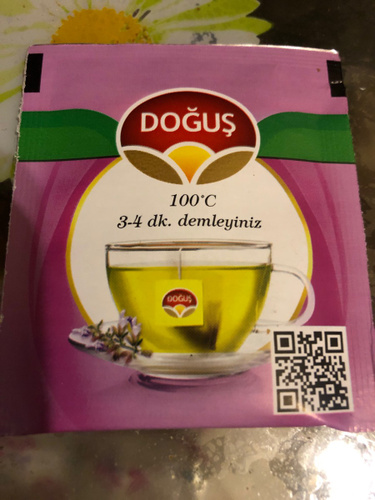 DOĞUŞ
100°C
3-4 dk. demleyiniz
DOĞUŞ